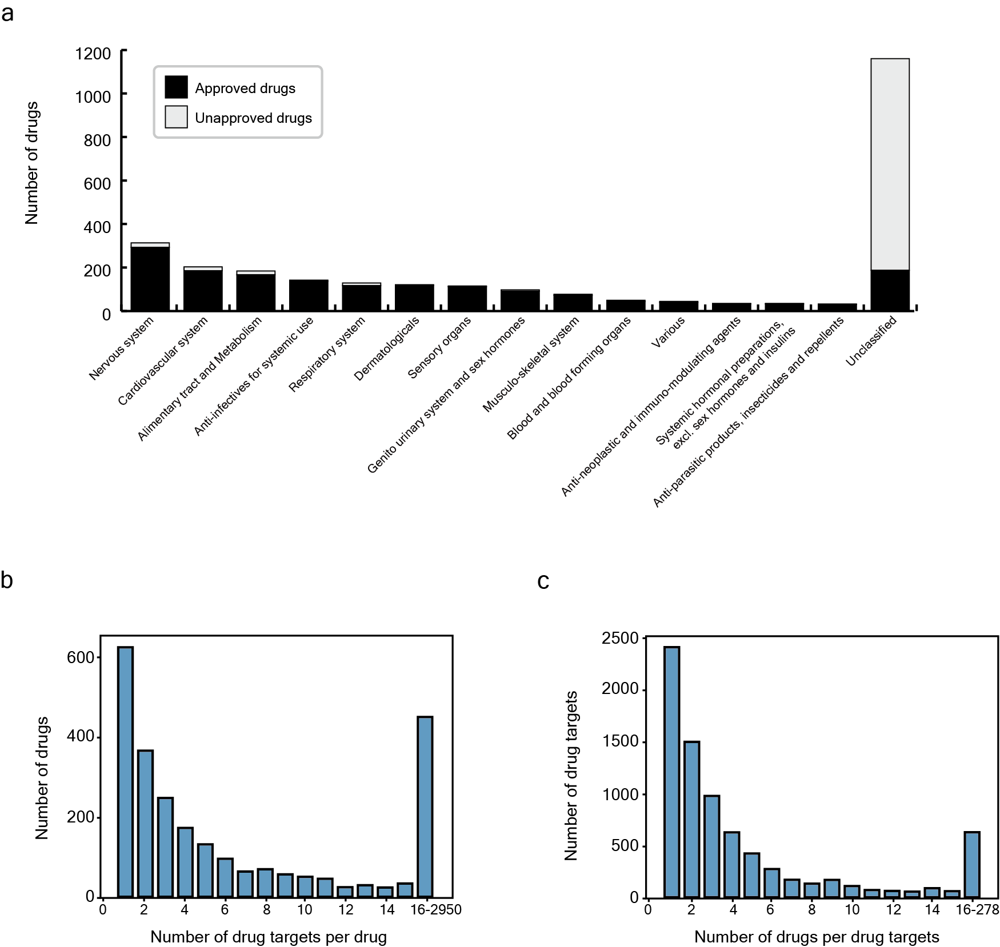 a
1200
1000
800
600
400
200
0
Number of drugs
Approved drugs
Unapproved drugs
Nervous system
Cardiovascular system
Alimentary tract and Metabolism
Anti-infectives for systemic use
Respiratory system
Dermatologicals
Sensory organs
Genito urinary system and sex hormones
Musculo-skeletal system
Blood and blood forming organs
Various
Anti-neoplastic and immuno-modulating agents
Systemic hormonal preparations,
excl. sex hormones and insulins
Anti-parasitic products, insecticides and repellents
Unclassified
b
600
400
200
0
Number of drugs
0 2 4 6 8 10 12 14 16-2950
Number of drug targets per drug
c
2500
2000
1500
1000
500
0
Number of drug targets
0 2 4 6 8 10 12 14 16-278
Number of drugs per drug targets